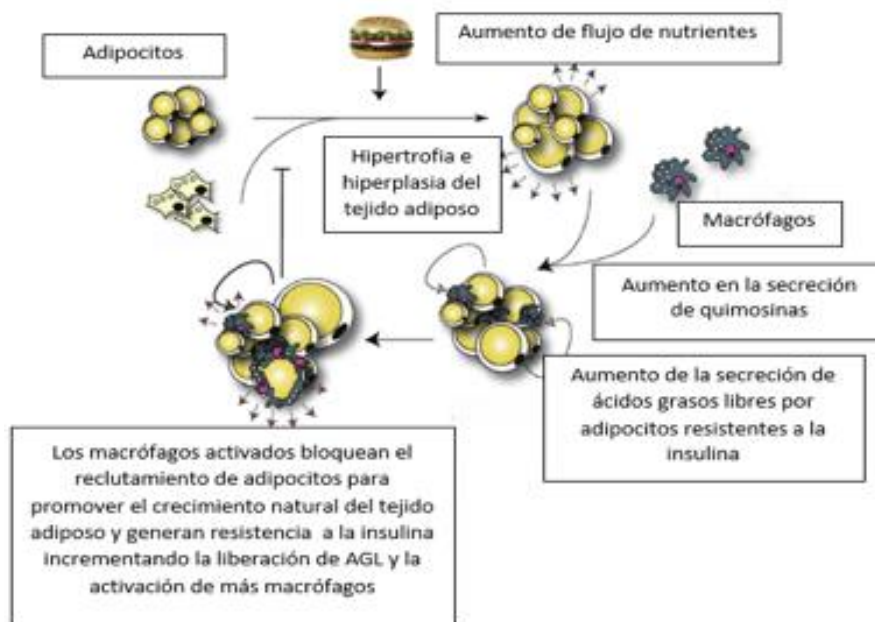 Adipocitos
Aumento de flujo de nutrientes
Hipertrofia e
hiperplasia del
tejido adiposo
Macrófagos
Aumento en la secreción
de quimosinas
Aumento de la secreción de
ácidos grasos libres por
adipocitos resistentes a la
insulina
Los macrófagos activados bloquean el
reclutamiento de adipocitos para
promover el crecimiento natural del tejido
adiposo y generan resistencia a la insulina
incrementando la liberación de AGL y la
activación de más macrófagos